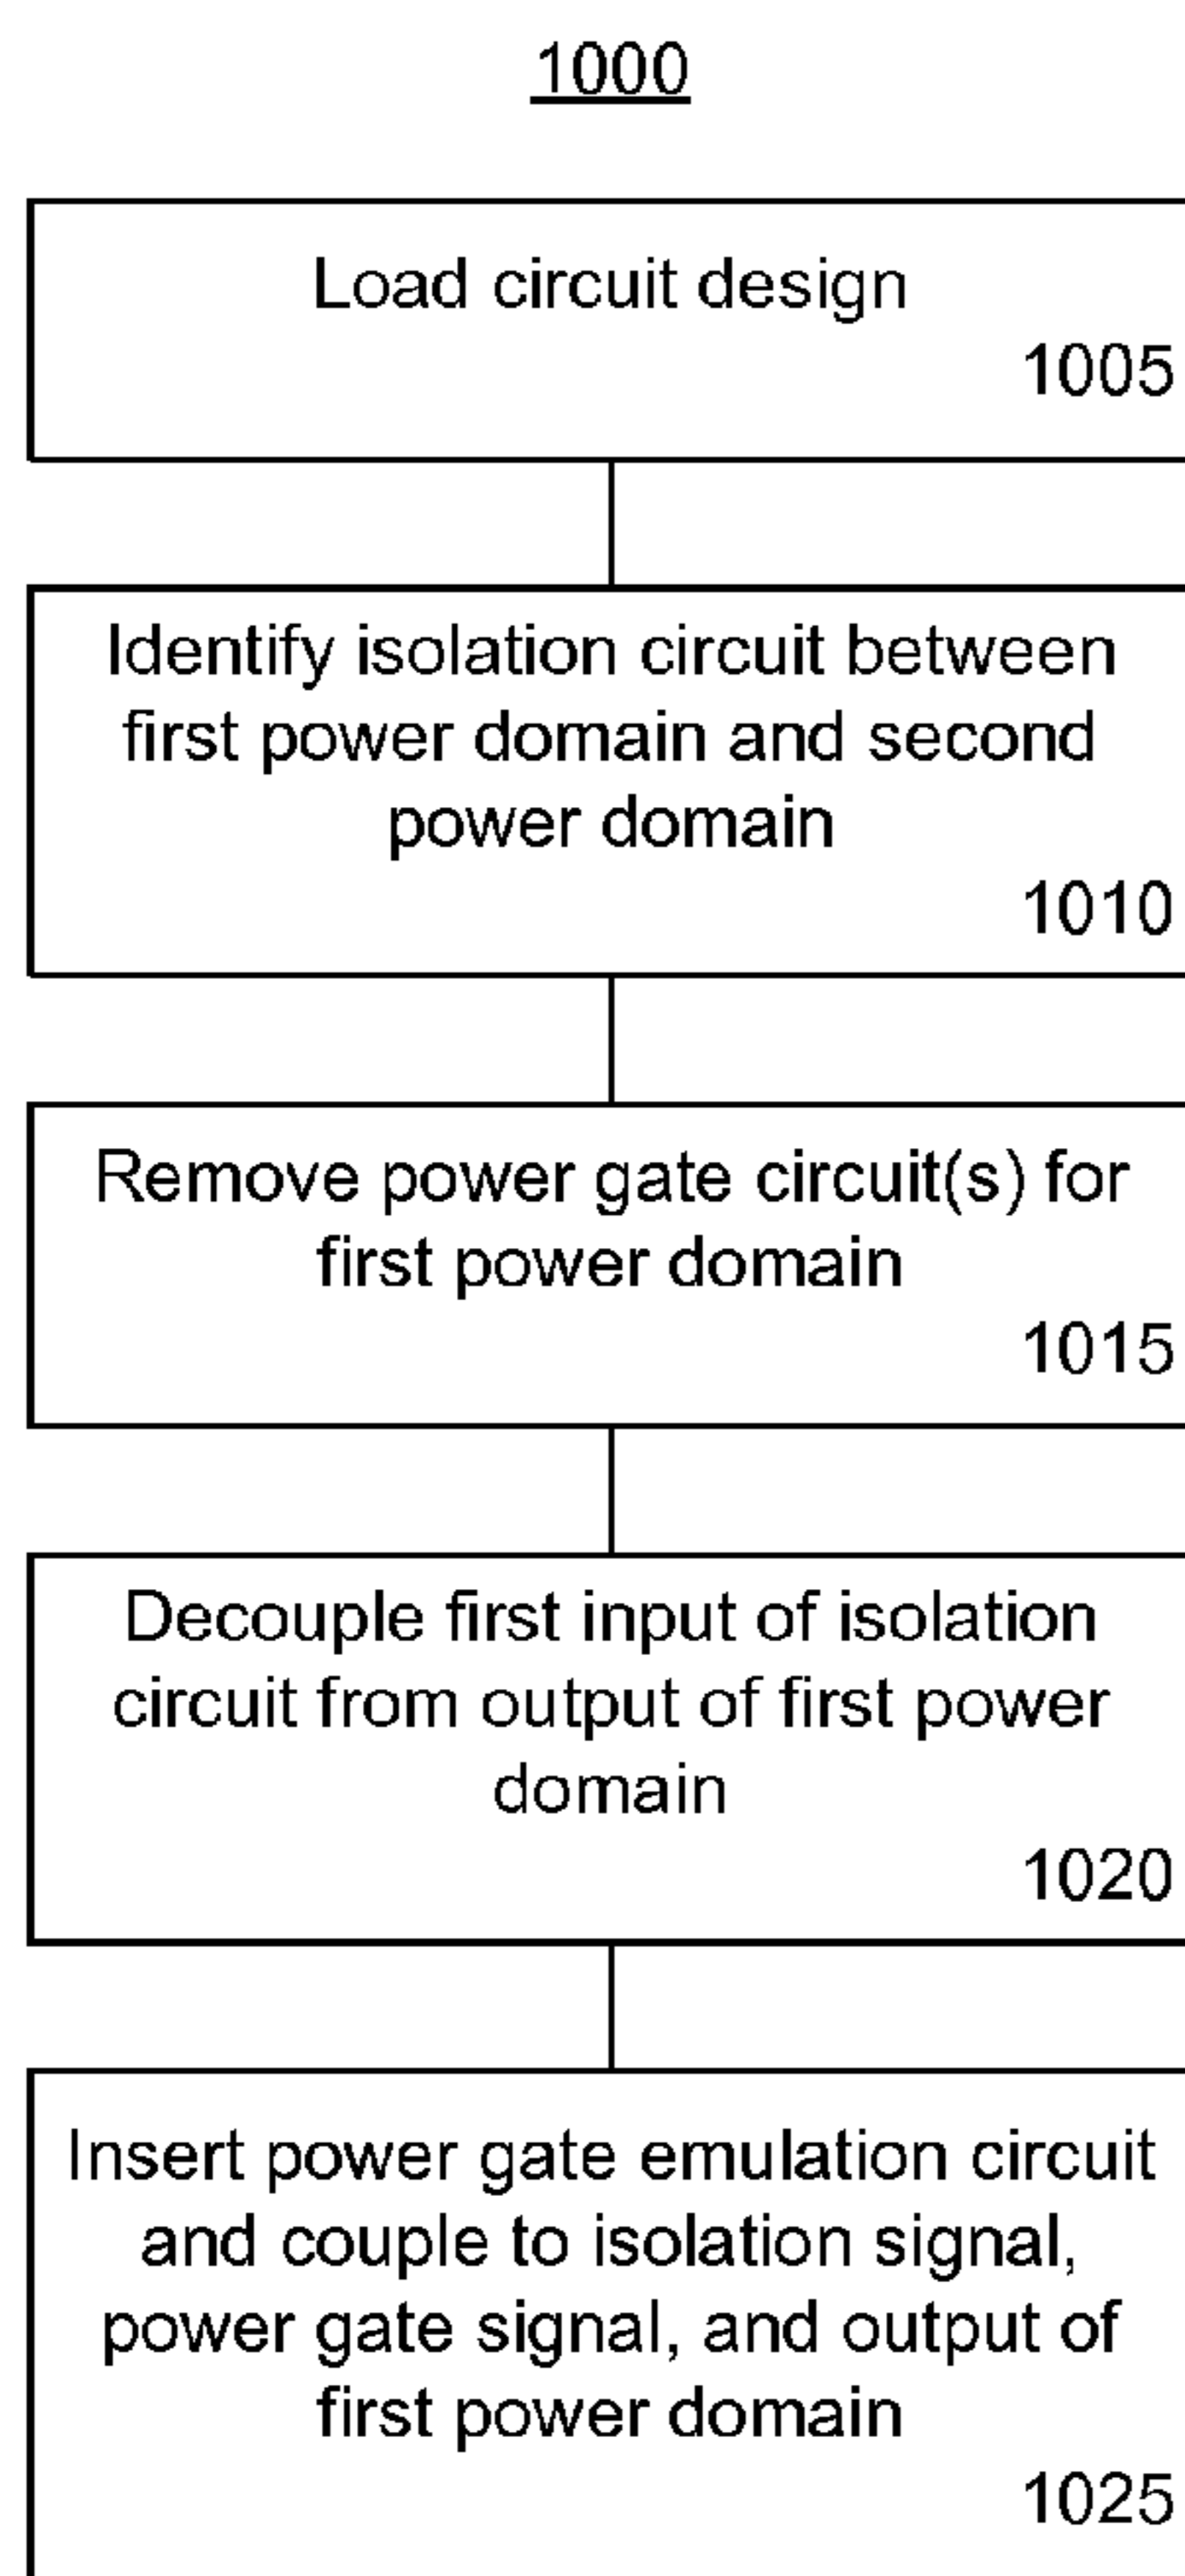 1000
Load circuit design
1005
Identify isolation circuit between
first power domain and second
power domain
1010
Remove power gate circuit(s) for
first power domain
1015
Decouple first input of isolation
circuit from output of first power
domain
1020
Insert power gate emulation circuit
and couple to isolation signal,
power gate signal, and output of
first power domain
1025